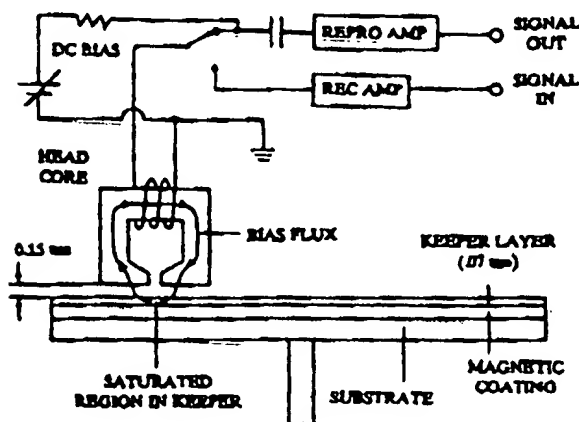 DC BIAS
REPRO AMP
SIGNAL
OUT
REC AMP
SIGNAL
IN
HEAD
CORE
BIAS FLUX
KEEPER LAYER
MAGNETIC
COATING
SATURATED
REGION IN KEEPER
SUBSTRATE